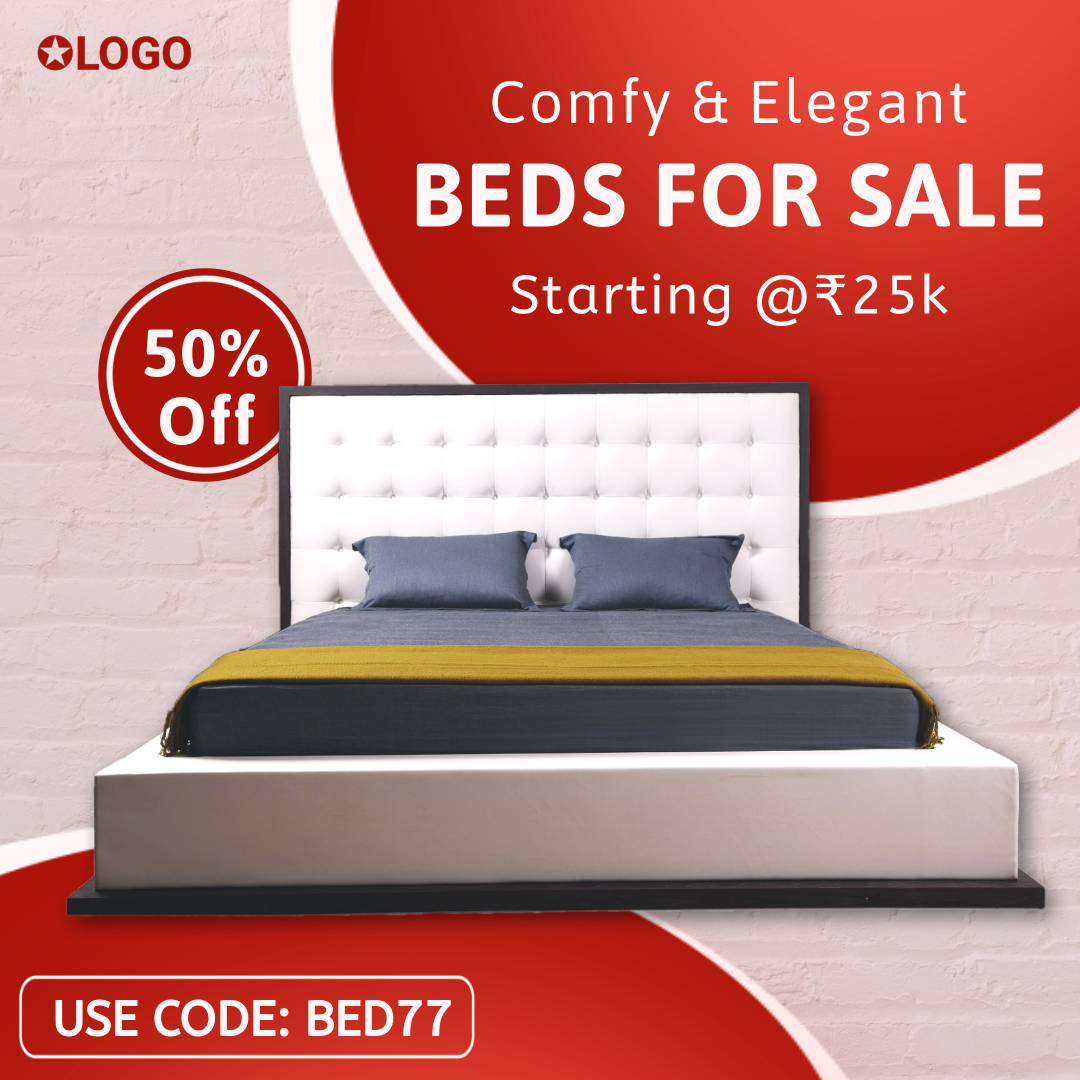 LOGO
Comfy & Elegant
BEDS FOR SALE
Starting @₹25k
50%
Off
USE CODE: BED77